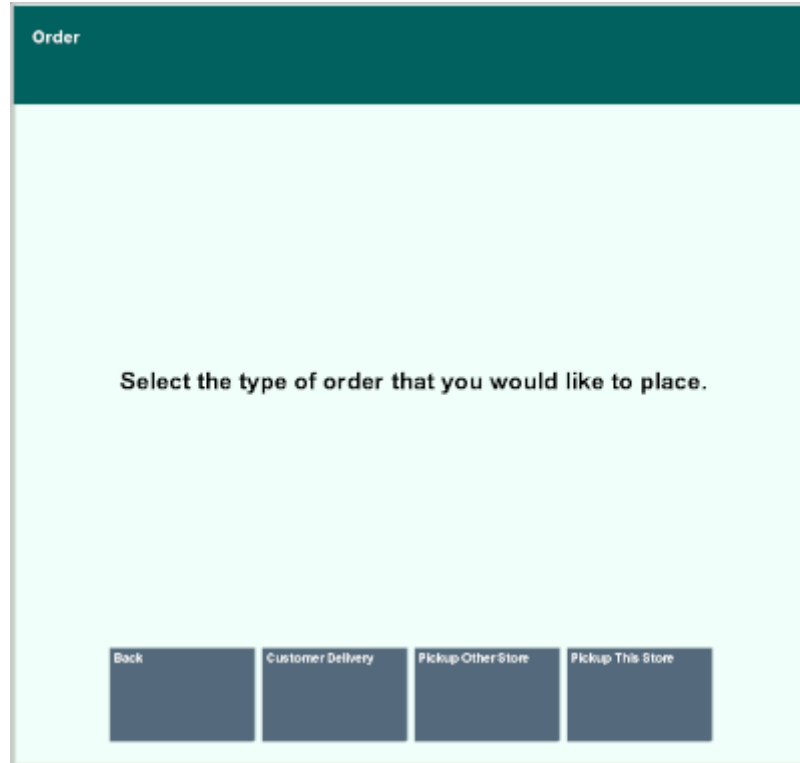 Order
Select the type of order that you would like to place.
Back
Customer Delivery
Pickup Other Store
Pickup This Store